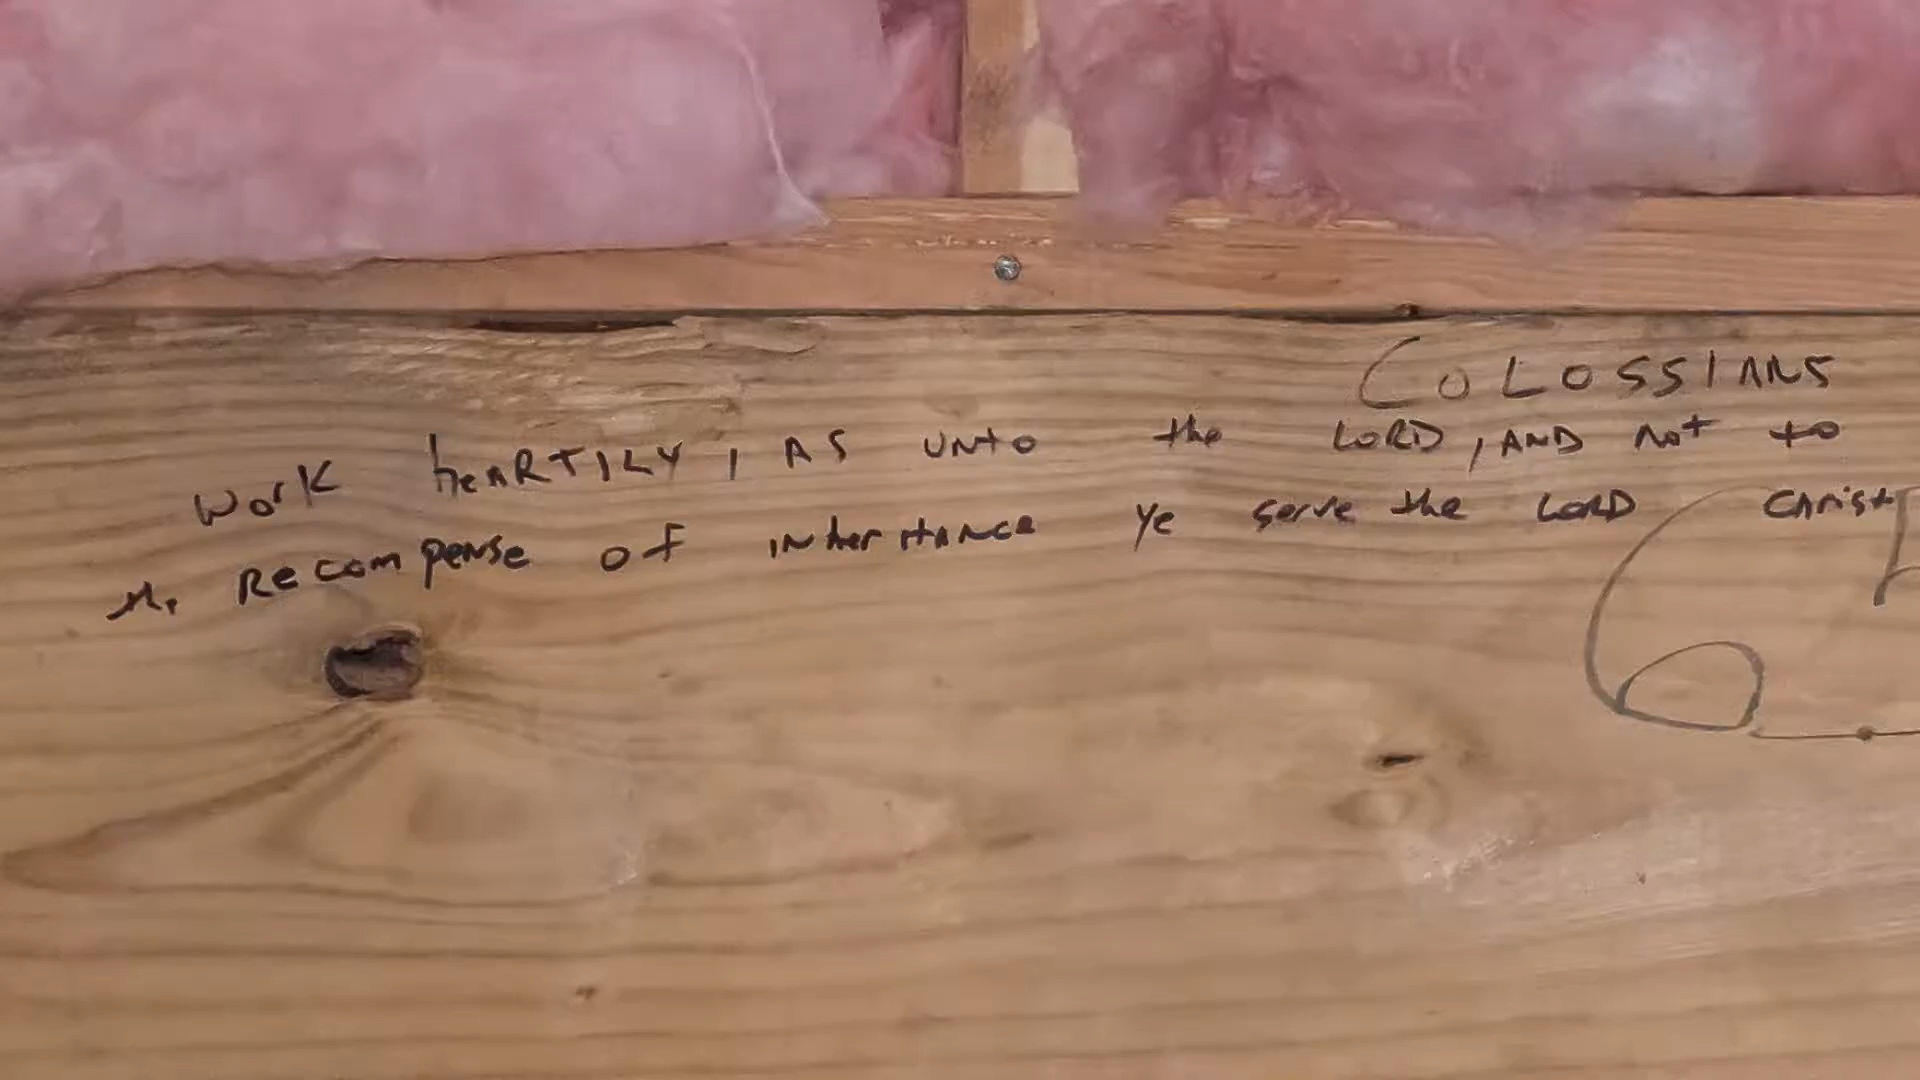 COLOSSIANS
Work heARTILY, AS UNto the LORD, AND Not to
the Recompense of inheritance Ye serve the LORD Christ
6